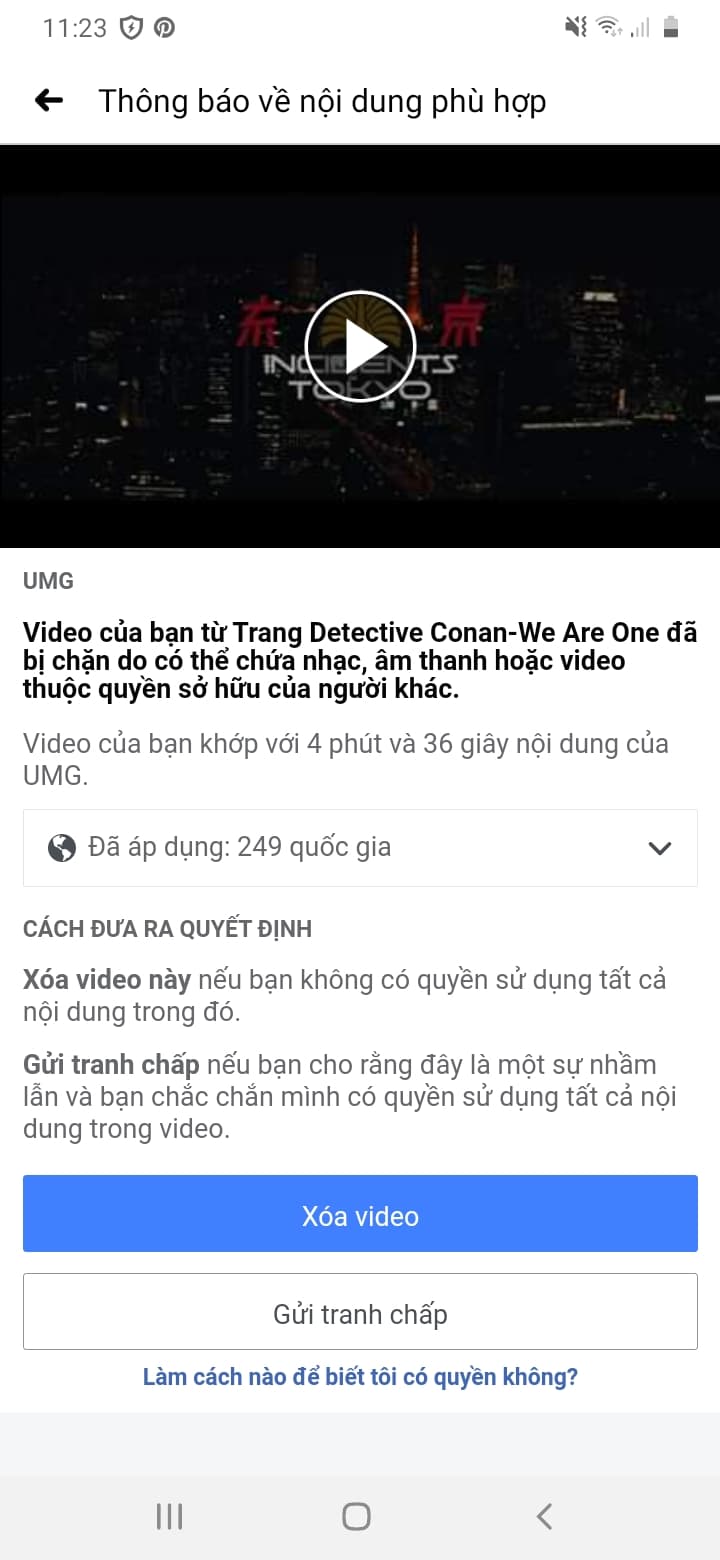 11:23
Thông báo về nội dung phù hợp
东 京
INCIDENTS
TOKYO
UMG
Video của bạn từ Trang Detective Conan-We Are One đã
bị chặn do có thể chứa nhạc, âm thanh hoặc video
thuộc quyền sở hữu của người khác.
Video của bạn khớp với 4 phút và 36 giây nội dung của
UMG.
Đã áp dụng: 249 quốc gia
CÁCH ĐƯA RA QUYẾT ĐỊNH
Xóa video này nếu bạn không có quyền sử dụng tất cả
nội dung trong đó.
Gửi tranh chấp nếu bạn cho rằng đây là một sự nhầm
lẫn và bạn chắc chắn mình có quyền sử dụng tất cả nội
dung trong video.
Xóa video
Gửi tranh chấp
Làm cách nào để biết tôi có quyền không?